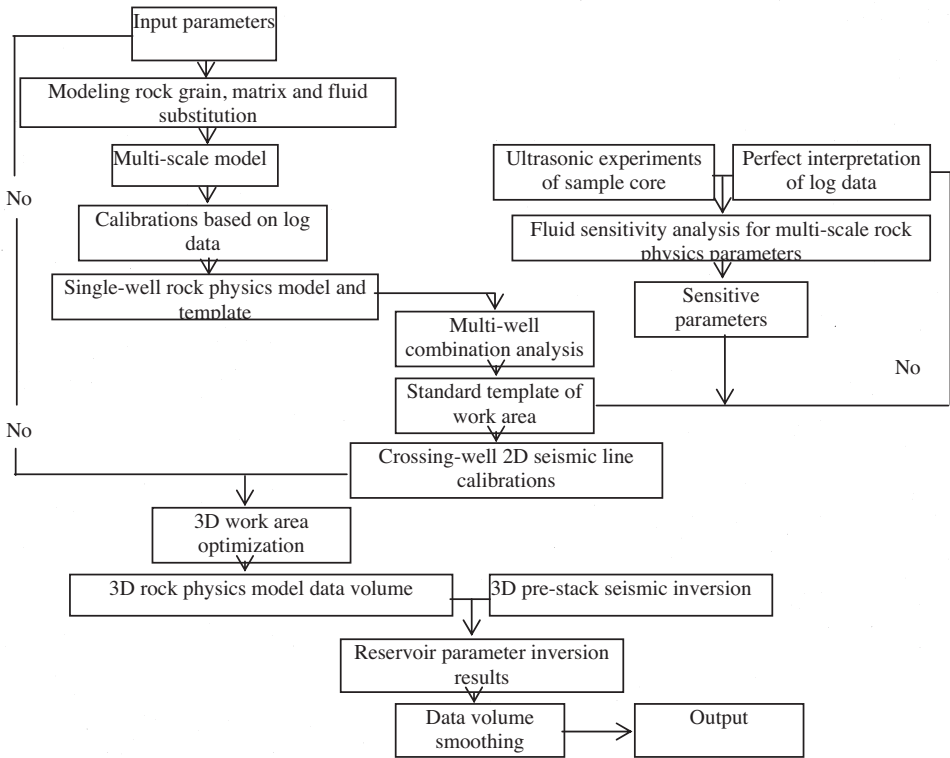 Input parameters
Modeling rock grain, matrix and fluid
substitution
Multi-scale model
Ultrasonic experiments
of sample core
Perfect interpretation
of log data
No
Calibrations based on log
data
Fluid sensitivity analysis for multi-scale rock
physics parameters
Single-well rock physics model and
template
Sensitive
parameters
Multi-well
combination analysis
No
Standard template of
work area
No
Crossing-well 2D seismic line
calibrations
3D work area
optimization
3D rock physics model data volume
3D pre-stack seismic inversion
Reservoir parameter inversion
results
Data volume
smoothing
Output